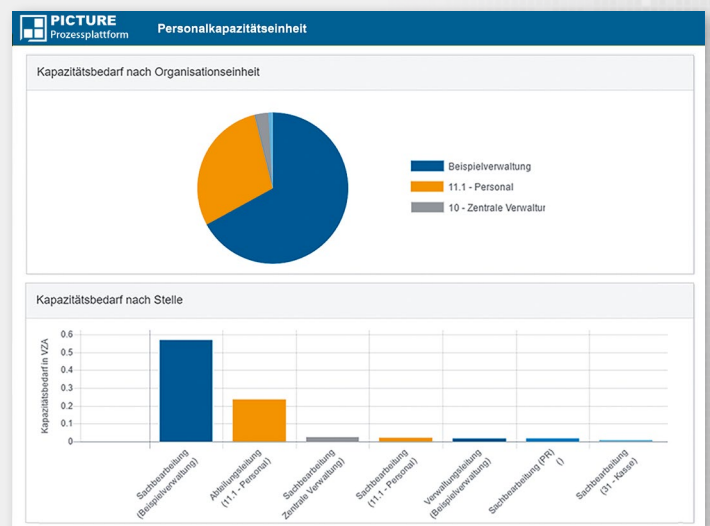 PICTURE
Prozessplattform
Personalkapazitätseinheit
Kapazitätsbedarf nach Organisationseinheit
Beispielverwaltung
11.1 - Personal
10 - Zentrale Verwaltur
Kapazitätsbedarf nach Stelle
Kapazitätsbedarf in VZA
0.6
0.5
0.4
0.3
0.2
0.1
0
Sachbearbeitung
(Beispielverwaltung)
Abteilungsleitung
(11.1 - Personal)
Sachbearbeitung
Zentrale Verwaltung)
Sachbearbeitung
(11.1 - Personal)
Verwaltungsleitung
(Beispielverwaltung)
Sachbearbeitung (PR)
()
Sachbearbeitung
(31 - Kasse)